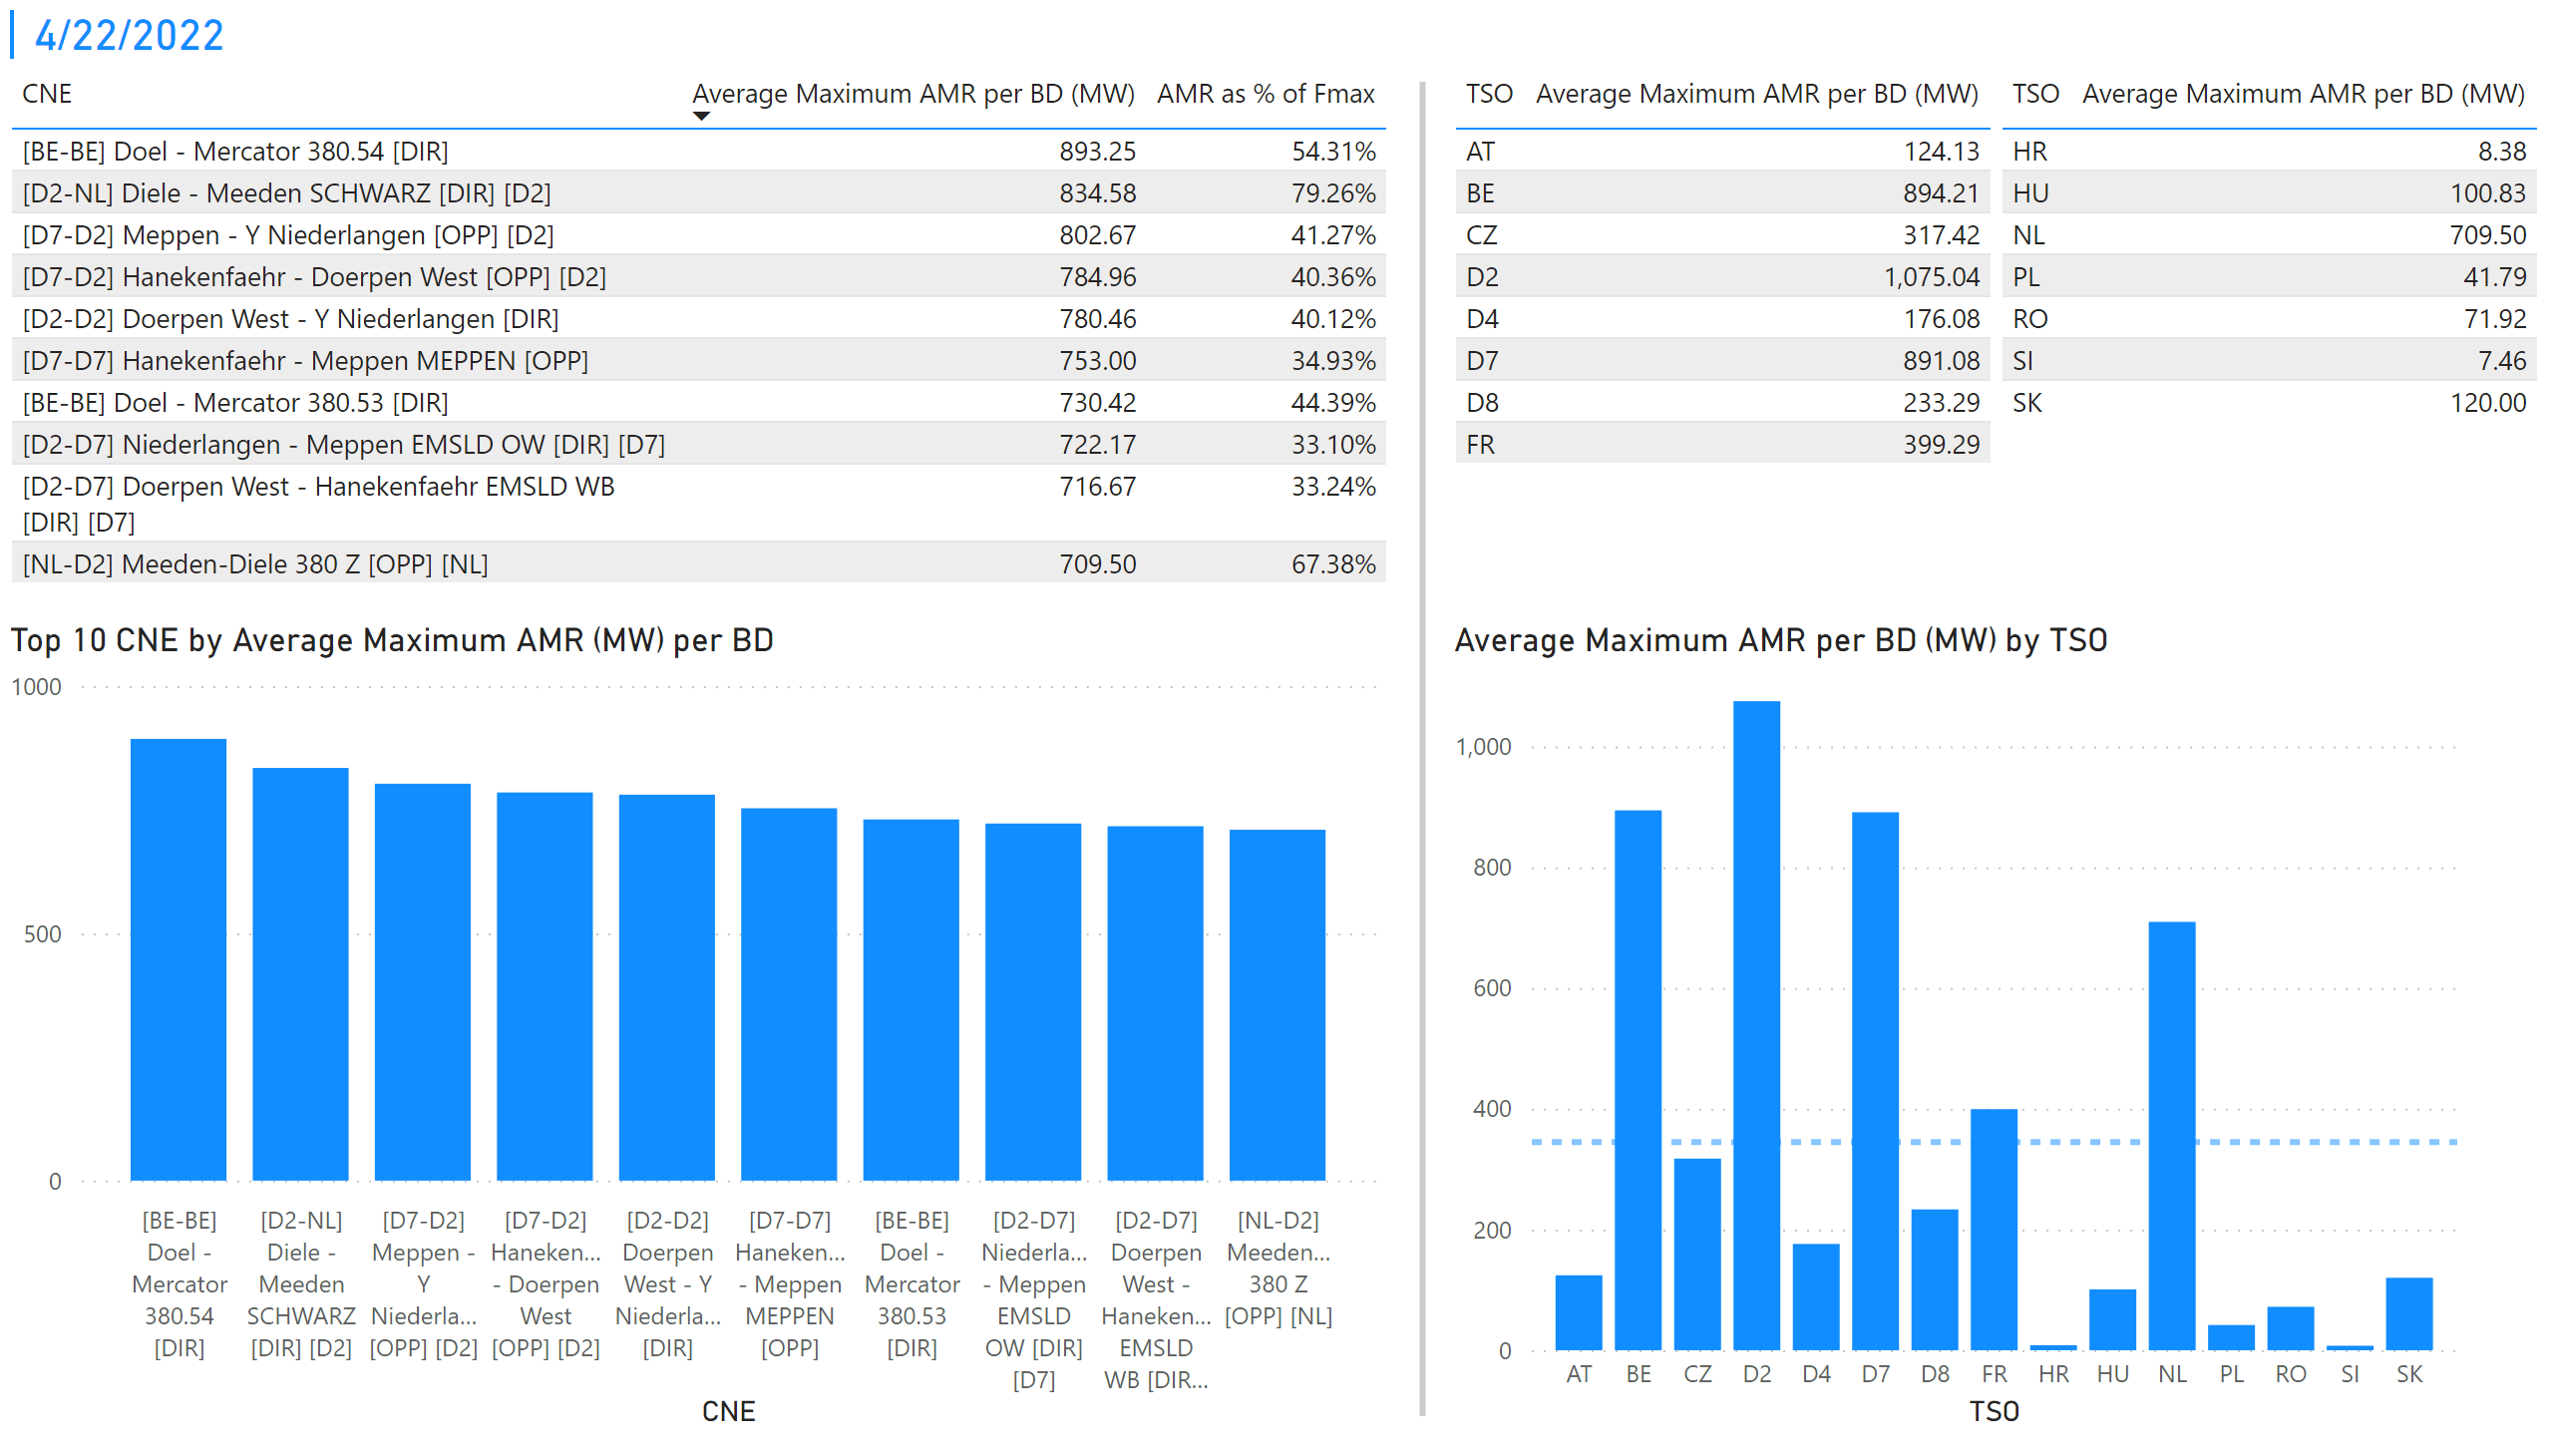 4/22/2022
CNE Average Maximum AMR per BD (MW) AMR as % of Fmax
[BE-BE] Doel - Mercator 380.54 [DIR] 893.25 54.31%
[D2-NL] Diele - Meeden SCHWARZ [DIR] [D2] 834.58 79.26%
[D7-D2] Meppen - Y Niederlangen [OPP] [D2] 802.67 41.27%
[D7-D2] Hanekenfaehr - Doerpen West [OPP] [D2] 784.96 40.36%
[D2-D2] Doerpen West - Y Niederlangen [DIR] 780.46 40.12%
[D7-D7] Hanekenfaehr - Meppen MEPPEN [OPP] 753.00 34.93%
[BE-BE] Doel - Mercator 380.53 [DIR] 730.42 44.39%
[D2-D7] Niederlangen - Meppen EMSLD OW [DIR] [D7] 722.17 33.10%
[D2-D7] Doerpen West - Hanekenfaehr EMSLD WB 716.67 33.24%
[DIR] [D7]
[NL-D2] Meeden-Diele 380 Z [OPP] [NL] 709.50 67.38%
TSO Average Maximum AMR per BD (MW)
AT 124.13
BE 894.21
CZ 317.42
D2 1,075.04
D4 176.08
D7 891.08
D8 233.29
FR 399.29
TSO Average Maximum AMR per BD (MW)
HR 8.38
HU 100.83
NL 709.50
PL 41.79
RO 71.92
SI 7.46
SK 120.00
Top 10 CNE by Average Maximum AMR (MW) per BD
1000
500
0
[BE-BE]
Doel -
Mercator
380.54
[DIR]
[D2-NL]
Diele -
Meeden
SCHWARZ
[DIR] [D2]
[D7-D2]
Meppen -
Y
Niederla...
[OPP] [D2]
[D7-D2]
Haneken...
- Doerpen
West
[OPP] [D2]
[D2-D2]
Doerpen
West - Y
Niederla...
[DIR]
[D7-D7]
Haneken...
- Meppen
MEPPEN
[OPP]
[BE-BE]
Doel -
Mercator
380.53
[DIR]
[D2-D7]
Niederla...
- Meppen
EMSLD
OW [DIR]
[D7]
[D2-D7]
Doerpen
West -
Haneken...
EMSLD
WB [DIR...
[NL-D2]
Meeden...
380 Z
[OPP] [NL]
CNE
Average Maximum AMR per BD (MW) by TSO
1,000
800
600
400
200
0
AT BE CZ D2 D4 D7 D8 FR HR HU NL PL RO SI SK
TSO